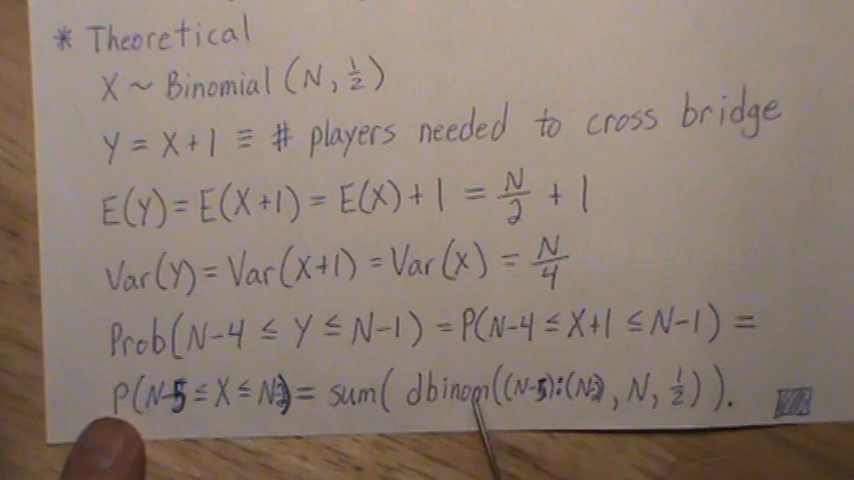 * Theoretical
X ~ Binomial (N, 1/2)
Y = X+1 ≡ # players needed to cross bridge
E(Y) = E(X+1) = E(X)+1 = N/2 + 1
Var(Y) = Var(X+1) = Var(X) = N/4
Prob(N-4 ≤ Y ≤ N-1) = P(N-4 ≤ X+1 ≤ N-1) =
P(N-5 ≤ X ≤ N-2) = sum( dbinom((N-5):(N-2), N, 1/2) ).